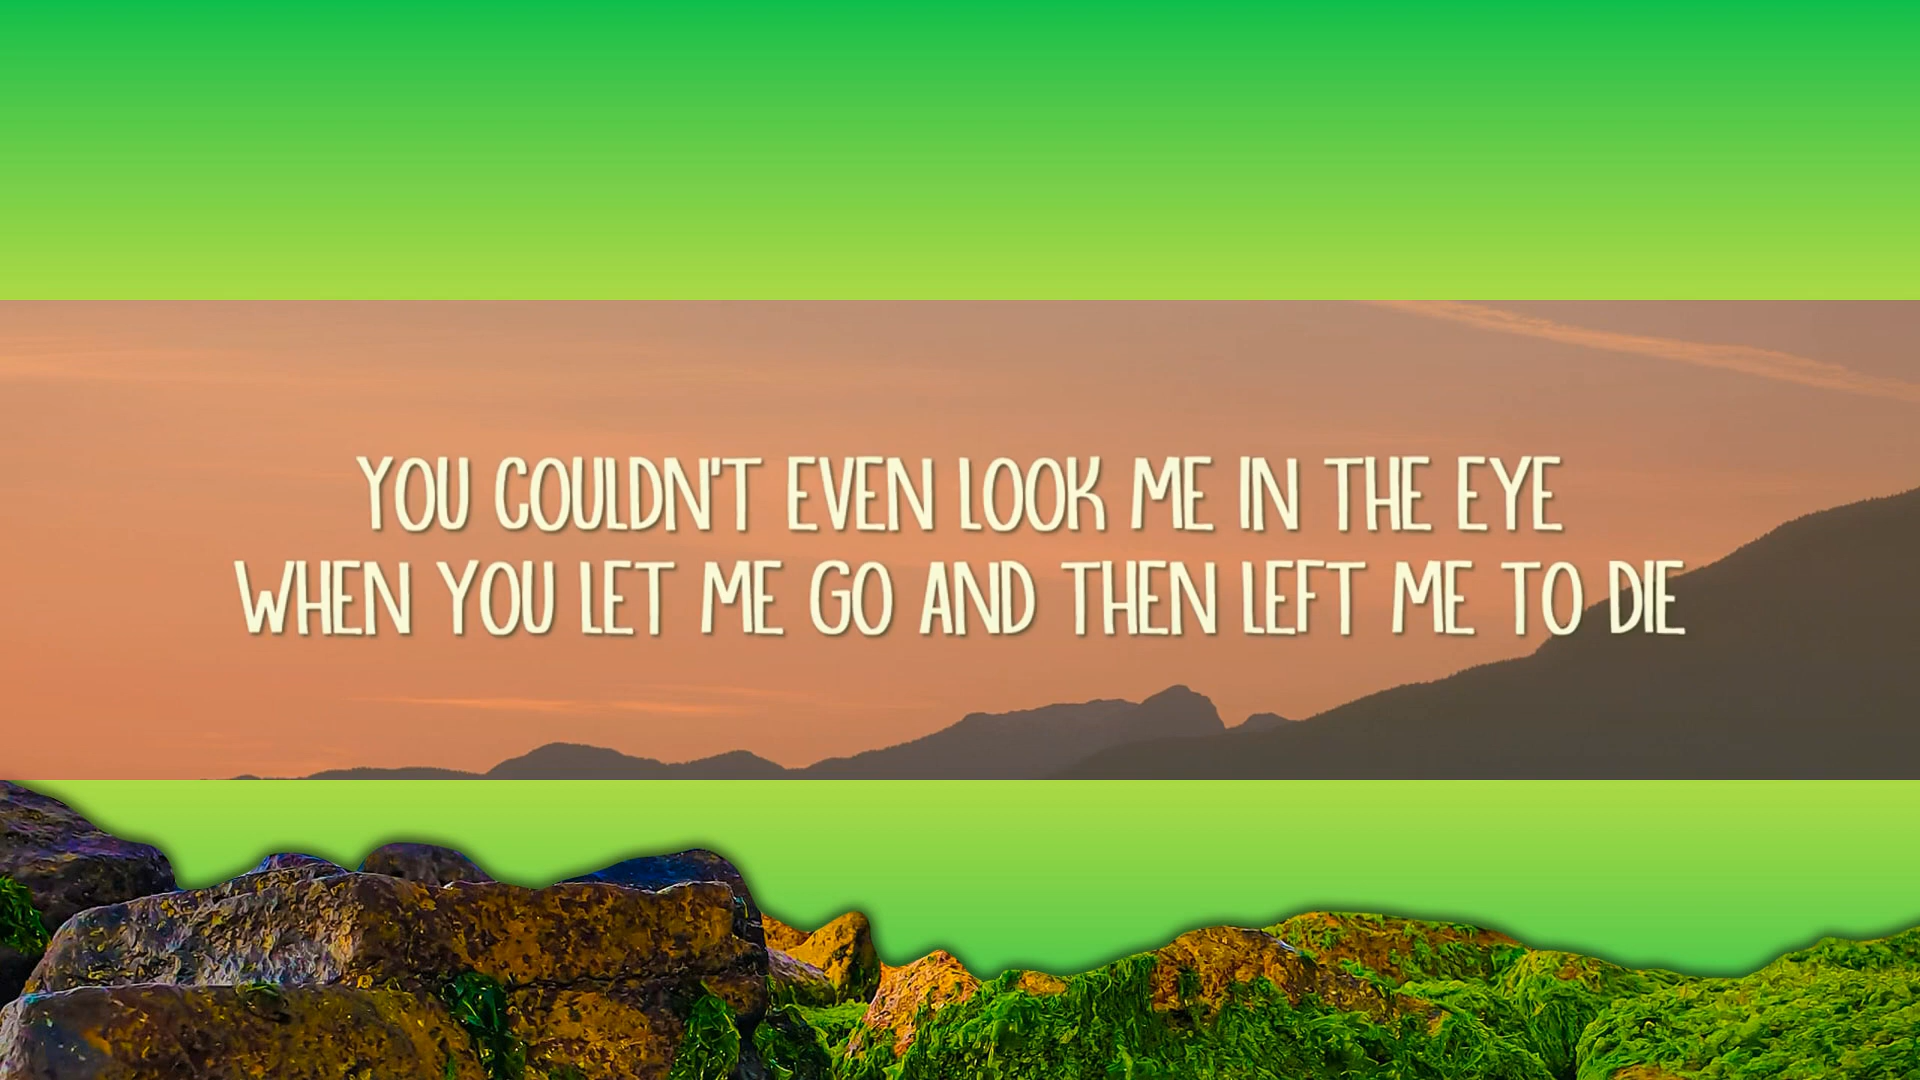 YOU COULDN'T EVEN LOOK ME IN THE EYE
WHEN YOU LET ME GO AND THEN LEFT ME TO DIE